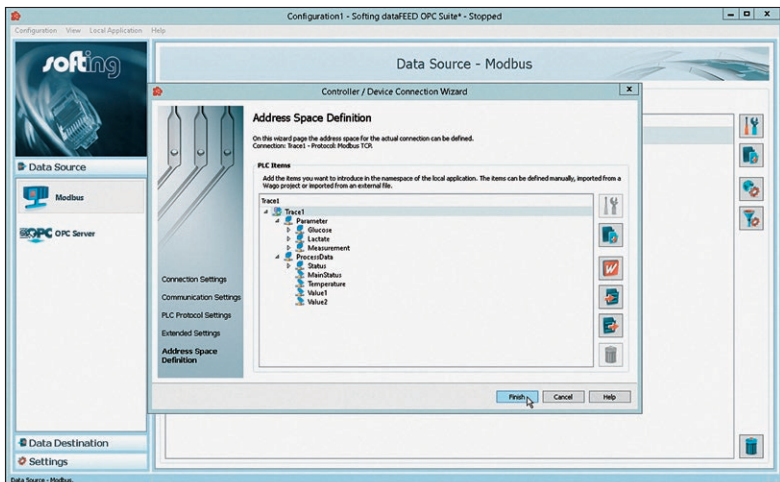 Configuration1 - Softing dataFEED OPC Suite* - Stopped
Configuration View Local Application Help
softing
Data Source - Modbus
Data Source
Modbus
OPC OPC Server
Data Destination
Settings
Data Source - Modbus.
Controller / Device Connection Wizard
X
Connection Settings
Communication Settings
PLC Protocol Settings
Extended Settings
Address Space
Definition
Address Space Definition
On this wizard page the address space for the actual connection can be defined.
Connection: Trace1 - Protocol: Modbus TCP.
PLC Items
Add the items you want to introduce in the namespace of the local application. The items can be defined manually, imported from a
Wago project or imported from an external file.
Trace1
Trace1
Parameter
Glucose
Lactate
Measurement
ProcessData
Status
MainStatus
Temperature
Value1
Value2
W
Finish Cancel Help